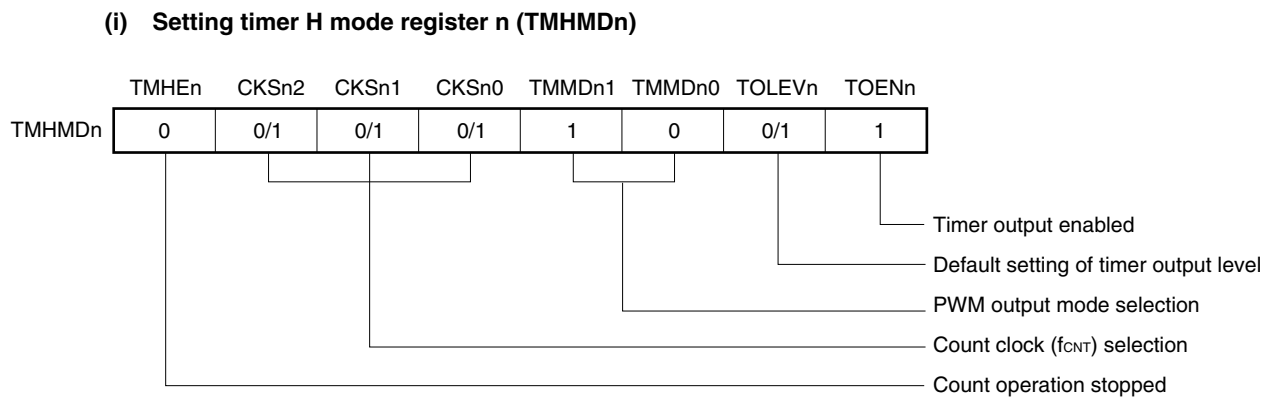 (i) Setting timer H mode register n (TMHMDn)
TMHEn CKSn2 CKSn1 CKSn0 TMMDn1 TMMDn0 TOLEVn TOENn
TMHMDn 0 0/1 0/1 0/1 1 0 0/1 1
Timer output enabled
Default setting of timer output level
PWM output mode selection
Count clock (fCNT) selection
Count operation stopped